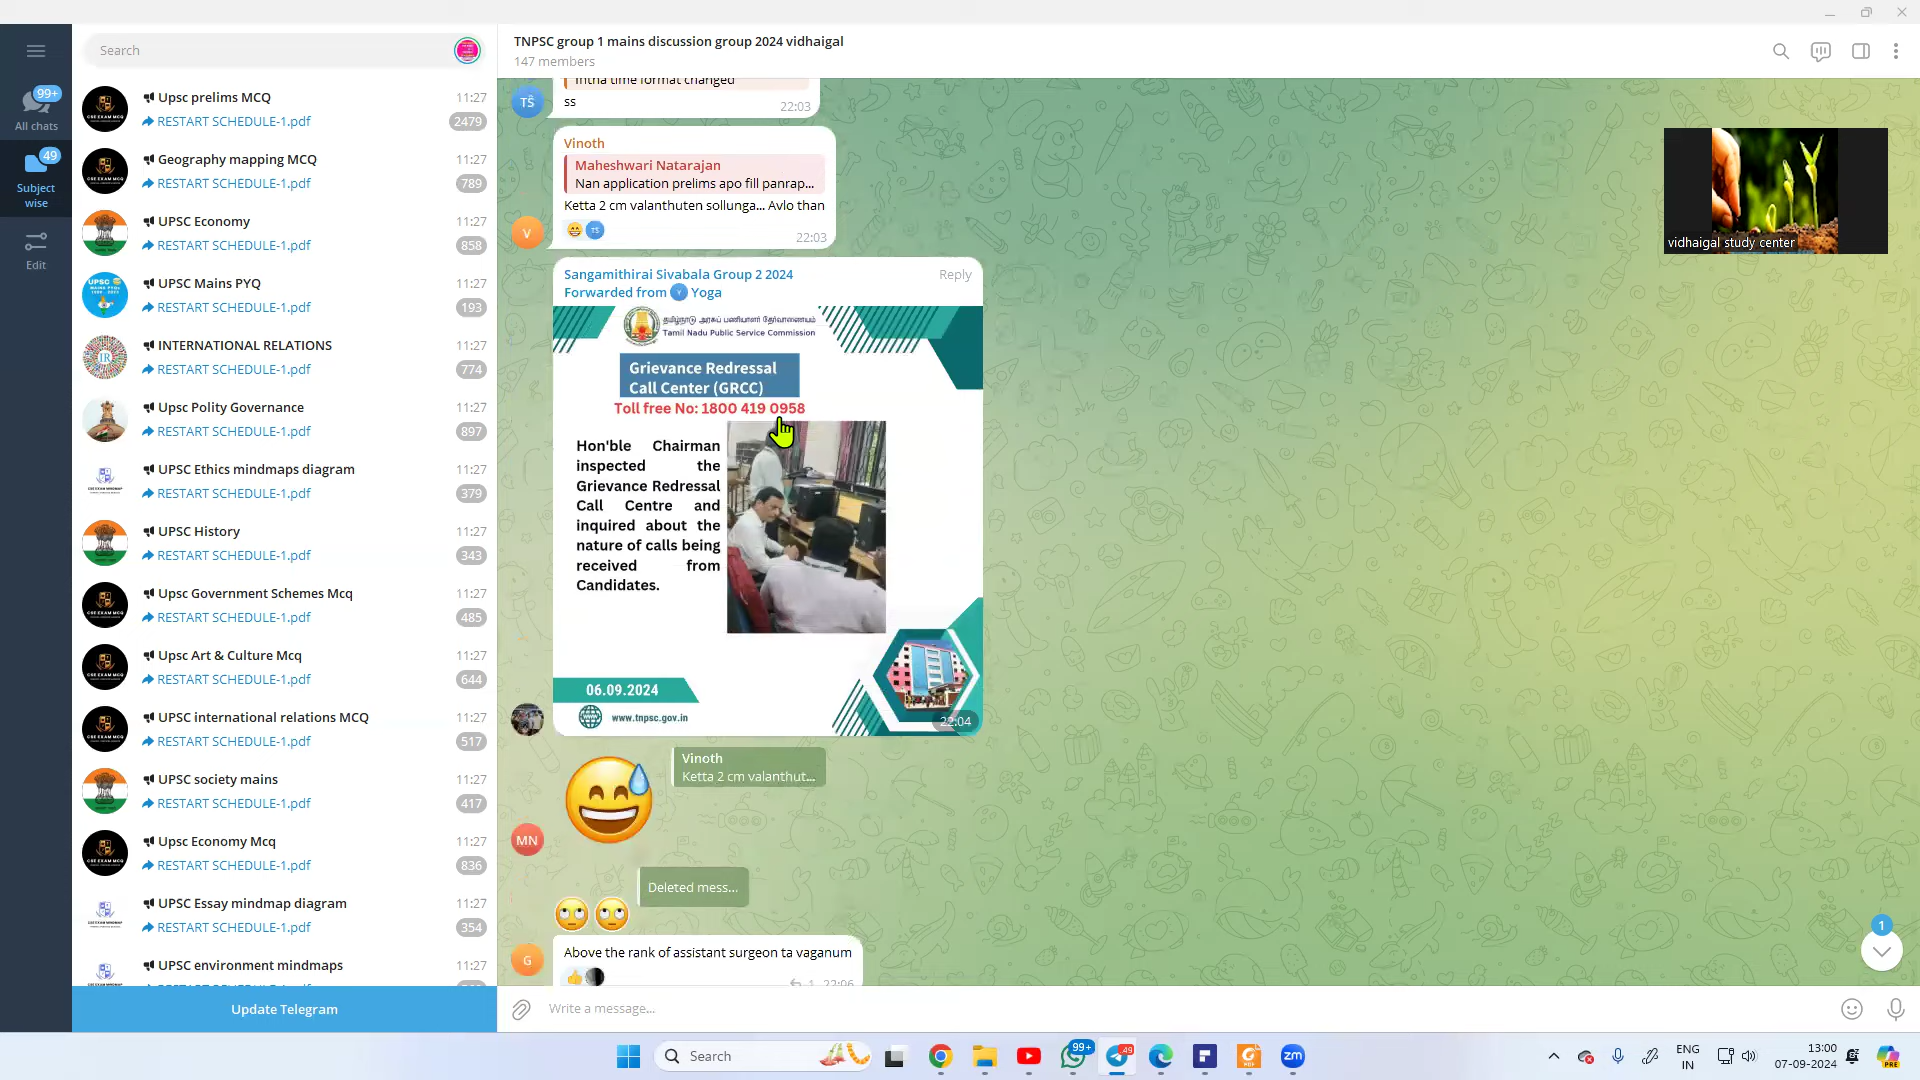 Search
99+
All chats
49
Subject
wise
Edit
Upsc prelims MCQ
11:27
RESTART SCHEDULE-1.pdf
2479
Geography mapping MCQ
11:27
RESTART SCHEDULE-1.pdf
789
UPSC Economy
11:27
RESTART SCHEDULE-1.pdf
858
UPSC Mains PYQ
11:27
RESTART SCHEDULE-1.pdf
193
INTERNATIONAL RELATIONS
11:27
RESTART SCHEDULE-1.pdf
774
Upsc Polity Governance
11:27
RESTART SCHEDULE-1.pdf
897
UPSC Ethics mindmaps diagram
11:27
RESTART SCHEDULE-1.pdf
379
UPSC History
11:27
RESTART SCHEDULE-1.pdf
343
Upsc Government Schemes Mcq
11:27
RESTART SCHEDULE-1.pdf
485
Upsc Art & Culture Mcq
11:27
RESTART SCHEDULE-1.pdf
644
UPSC international relations MCQ
11:27
RESTART SCHEDULE-1.pdf
517
UPSC society mains
11:27
RESTART SCHEDULE-1.pdf
417
Upsc Economy Mcq
11:27
RESTART SCHEDULE-1.pdf
836
UPSC Essay mindmap diagram
11:27
RESTART SCHEDULE-1.pdf
354
UPSC environment mindmaps
11:27
Update Telegram
TNPSC group 1 mains discussion group 2024 vidhaigal
147 members
Intha time format changed
TS
ss
22:03
Vinoth
Maheshwari Natarajan
Nan application prelims apo fill panrap...
Ketta 2 cm valanthuten sollunga... Avlo than
V
22:03
Sangamithirai Sivabala Group 2 2024
Reply
Forwarded from Y Yoga
தமிழ்நாடு அரசுப் பணியாளர் தேர்வாணையம்
Tamil Nadu Public Service Commission
Grievance Redressal
Call Center (GRCC)
Toll free No: 1800 419 0958
Hon'ble Chairman
inspected the
Grievance Redressal
Call Centre and
inquired about the
nature of calls being
received from
Candidates.
06.09.2024
www.tnpsc.gov.in
22:04
Vinoth
Ketta 2 cm valanthut...
MN
Deleted mess...
Above the rank of assistant surgeon ta vaganum
G
1 22:06
Write a message...
1
vidhaigal study center
Search
99+
49
zm
ENG
IN
13:00
07-09-2024
PRE